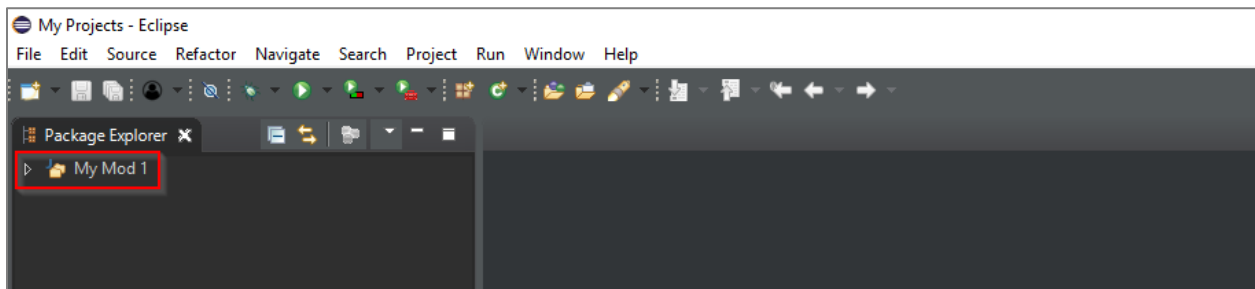 My Projects - Eclipse
File Edit Source Refactor Navigate Search Project Run Window Help
Package Explorer
My Mod 1